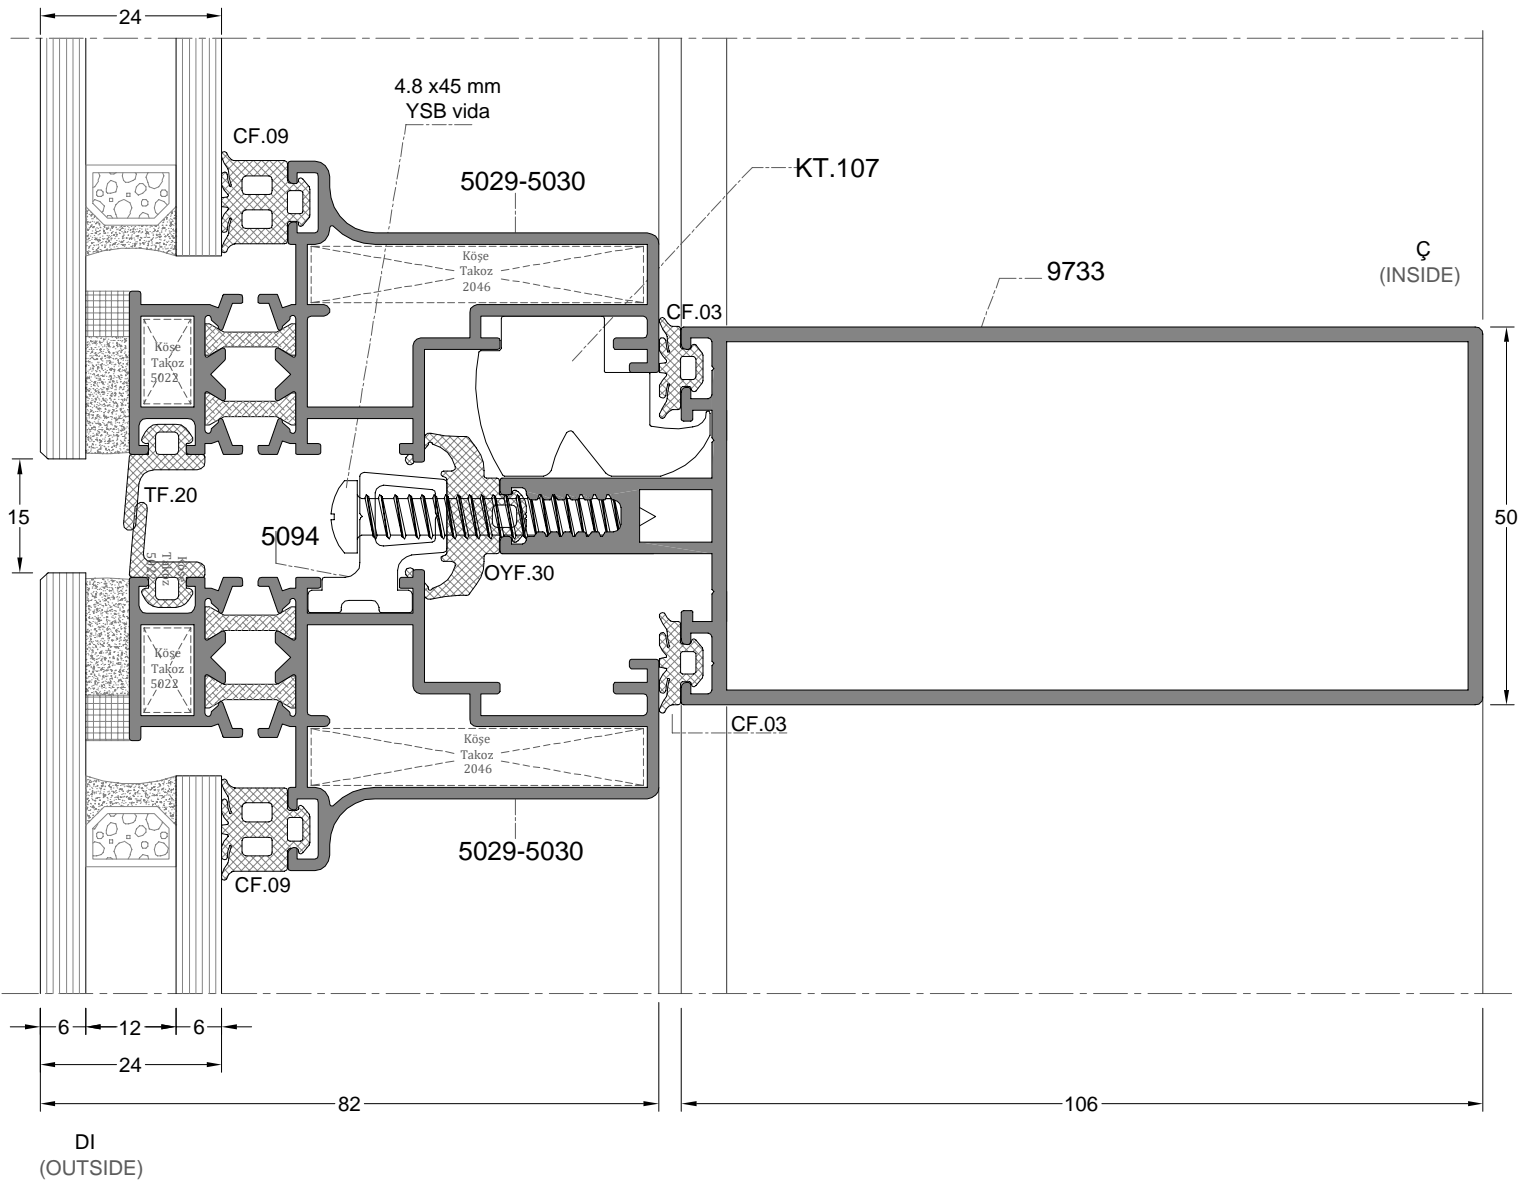 24
4.8 x45 mm
YSB vida
CF.09
5029-5030
KT.107
Köşe
Takoz
2046
9733
Ç
(INSIDE)
CF.03
Köşe
Takoz
5022
TF.20
15
5094
OYF.30
50
Köşe
Takoz
5022
CF.03
Köşe
Takoz
2046
5029-5030
CF.09
6
12
6
24
82
106
DI
(OUTSIDE)